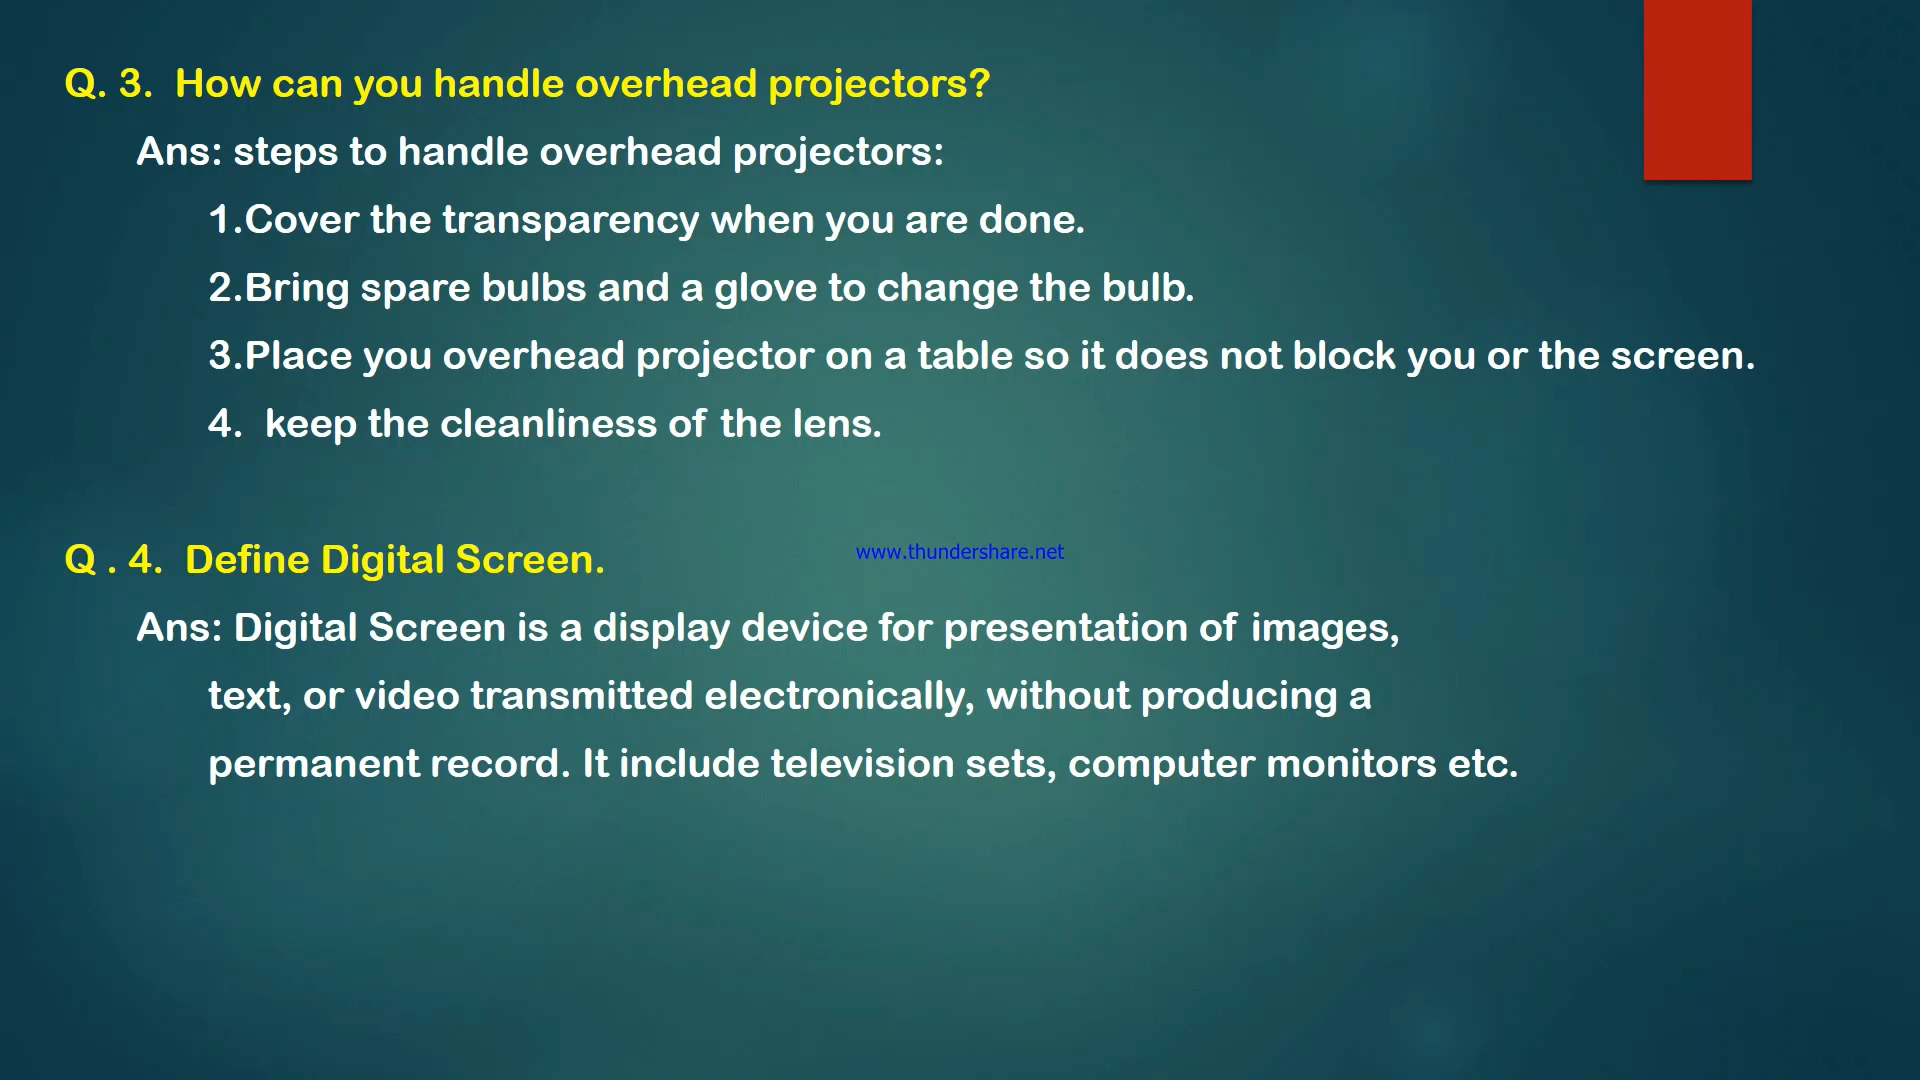 Q. 3.  How can you handle overhead projectors?
Ans: steps to handle overhead projectors:
1.Cover the transparency when you are done.
2.Bring spare bulbs and a glove to change the bulb.
3.Place you overhead projector on a table so it does not block you or the screen.
4.  keep the cleanliness of the lens.
Q . 4.  Define Digital Screen.
www.thundershare.net
Ans: Digital Screen is a display device for presentation of images,
text, or video transmitted electronically, without producing a
permanent record. It include television sets, computer monitors etc.